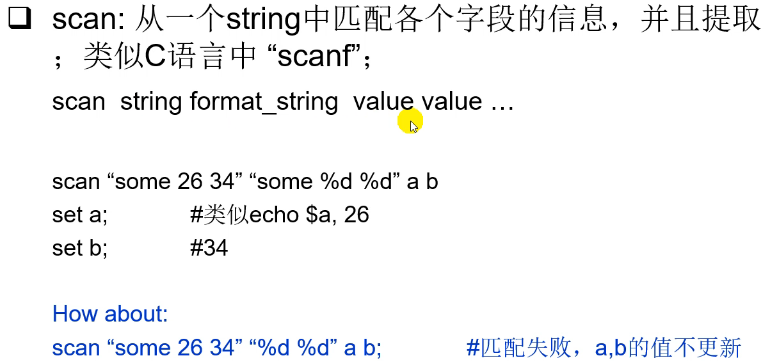 scan: 从一个string中匹配各个字段的信息，并且提取
；类似C语言中 “scanf”；
scan string format_string value value …
scan “some 26 34” “some %d %d” a b
set a; #类似echo $a, 26
set b; #34
How about:
scan “some 26 34” “%d %d” a b; #匹配失败，a,b的值不更新